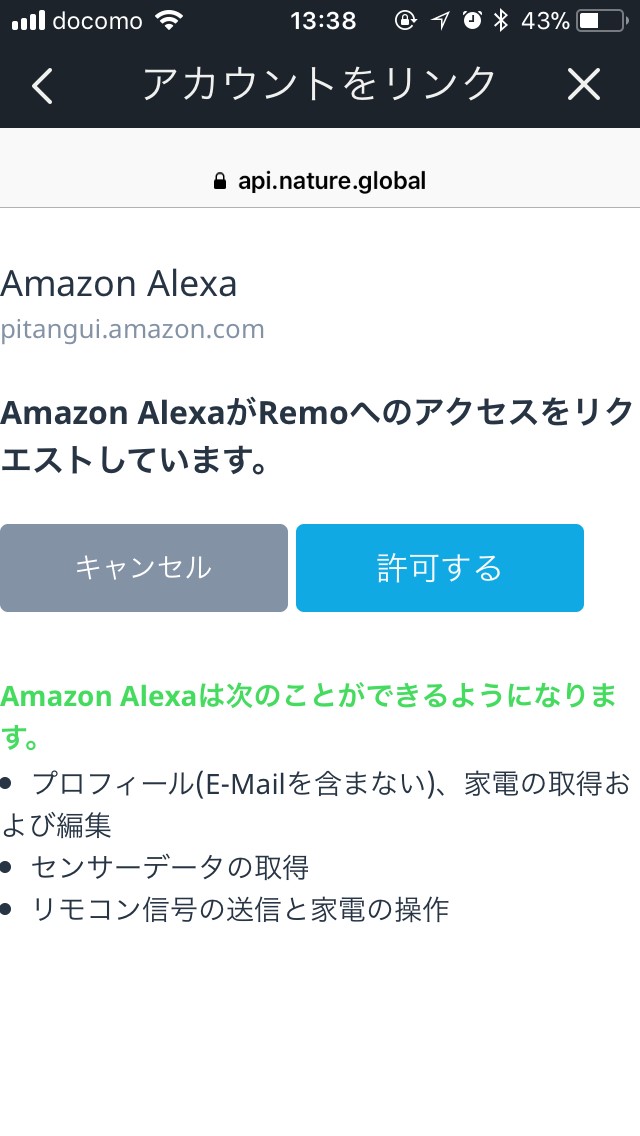 docomo 13:38 43%
アカウントをリンク
api.nature.global
Amazon Alexa
pitangui.amazon.com
Amazon AlexaがRemoへのアクセスをリク
エストしています。
キャンセル 許可する
Amazon Alexaは次のことができるようになりま
す。
• プロフィール(E-Mailを含まない)、家電の取得お
よび編集
• センサーデータの取得
• リモコン信号の送信と家電の操作